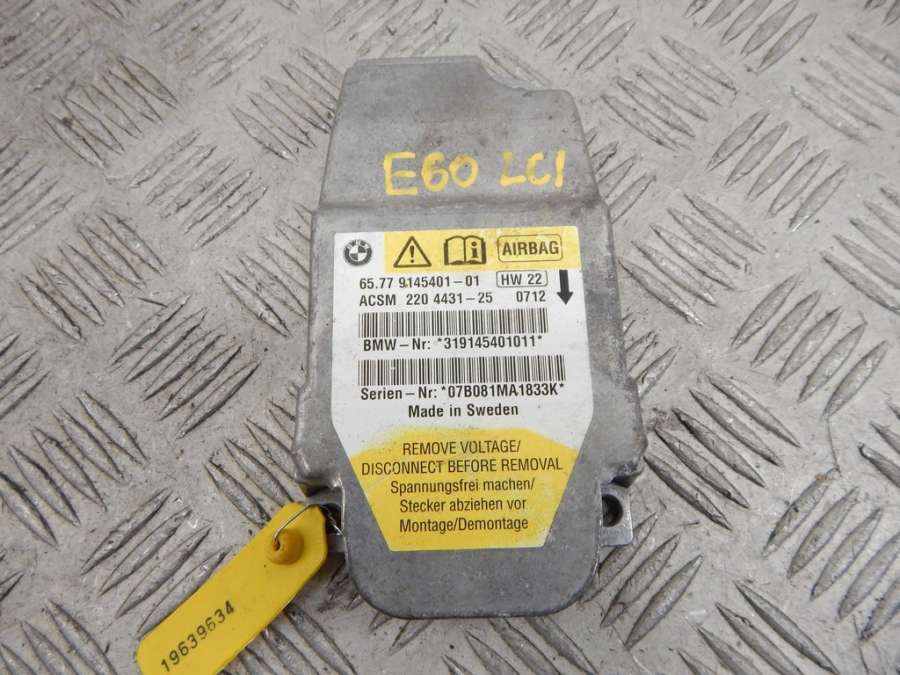 E60 LCI
AIRBAG
65.77 9145401-01 HW 22
ACSM 220 4431-25 0712
BMW-Nr: *319145401011*
Serien-Nr: *07B081MA1833K*
Made in Sweden
REMOVE VOLTAGE/
DISCONNECT BEFORE REMOVAL
Spannungsfrei machen/
Stecker abziehen vor
Montage/Demontage
19639634